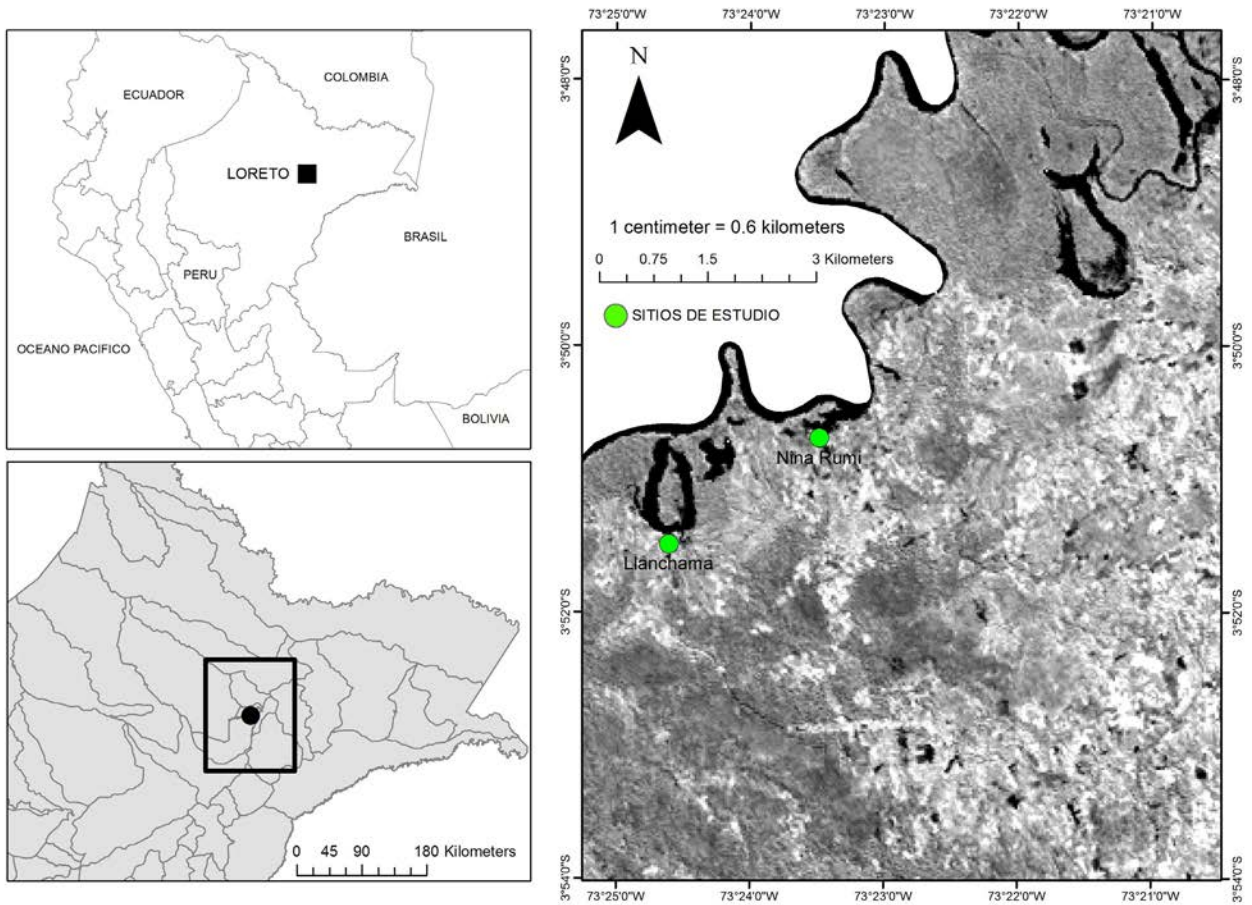 COLOMBIA
ECUADOR
LORETO
BRASIL
PERU
OCEANO PACIFICO
BOLIVIA
0 45 90 180 Kilometers
73°25'0"W 73°24'0"W 73°23'0"W 73°22'0"W 73°21'0"W
3°48'0"S 3°48'0"S
N
1 centimeter = 0.6 kilometers
0 0.75 1.5 3 Kilometers
SITIOS DE ESTUDIO
3°50'0"S 3°50'0"S
Nina Rumi
Llanchama
3°52'0"S 3°52'0"S
3°54'0"S 3°54'0"S
73°25'0"W 73°24'0"W 73°23'0"W 73°22'0"W 73°21'0"W